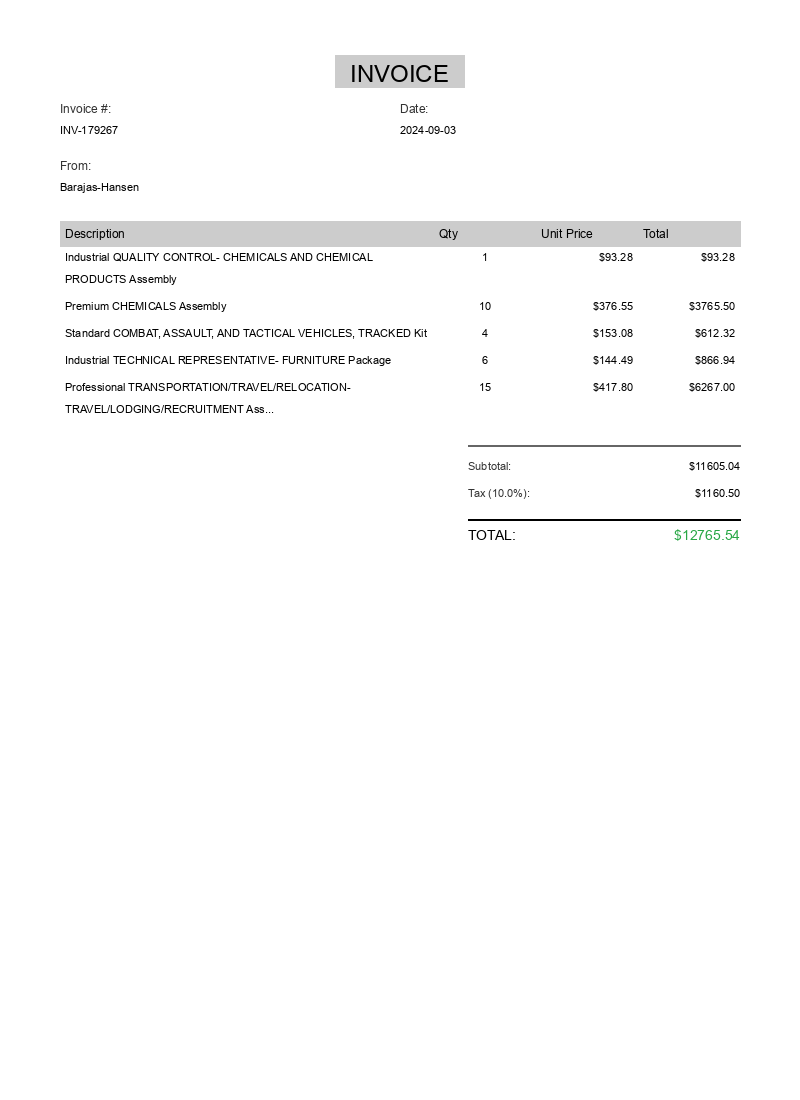 INVOICE
Invoice #: Date:
INV-179267 2024-09-03
From:
Barajas-Hansen
Description Qty Unit Price Total
Industrial QUALITY CONTROL- CHEMICALS AND CHEMICAL 1 $93.28 $93.28
PRODUCTS Assembly
Premium CHEMICALS Assembly 10 $376.55 $3765.50
Standard COMBAT, ASSAULT, AND TACTICAL VEHICLES, TRACKED Kit 4 $153.08 $612.32
Industrial TECHNICAL REPRESENTATIVE- FURNITURE Package 6 $144.49 $866.94
Professional TRANSPORTATION/TRAVEL/RELOCATION- 15 $417.80 $6267.00
TRAVEL/LODGING/RECRUITMENT Ass...
Subtotal: $11605.04
Tax (10.0%): $1160.50
TOTAL: $12765.54